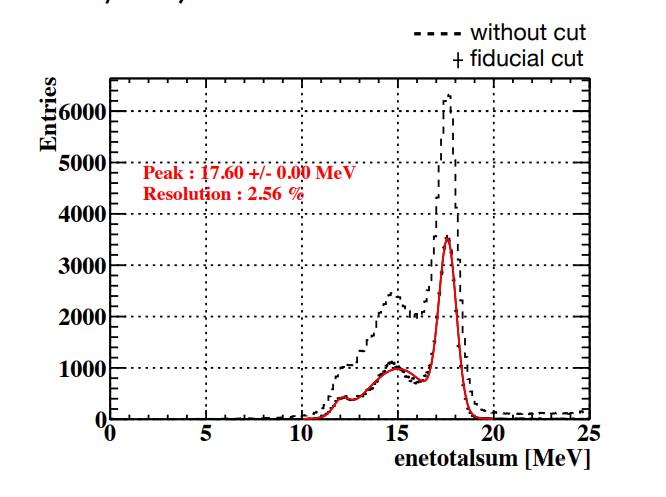 without cut
fiducial cut
Entries
6000
5000
4000
3000
2000
1000
0
Peak : 17.60 +/- 0.00 MeV
Resolution : 2.56 %
0 5 10 15 20 25
enetotalsum [MeV]